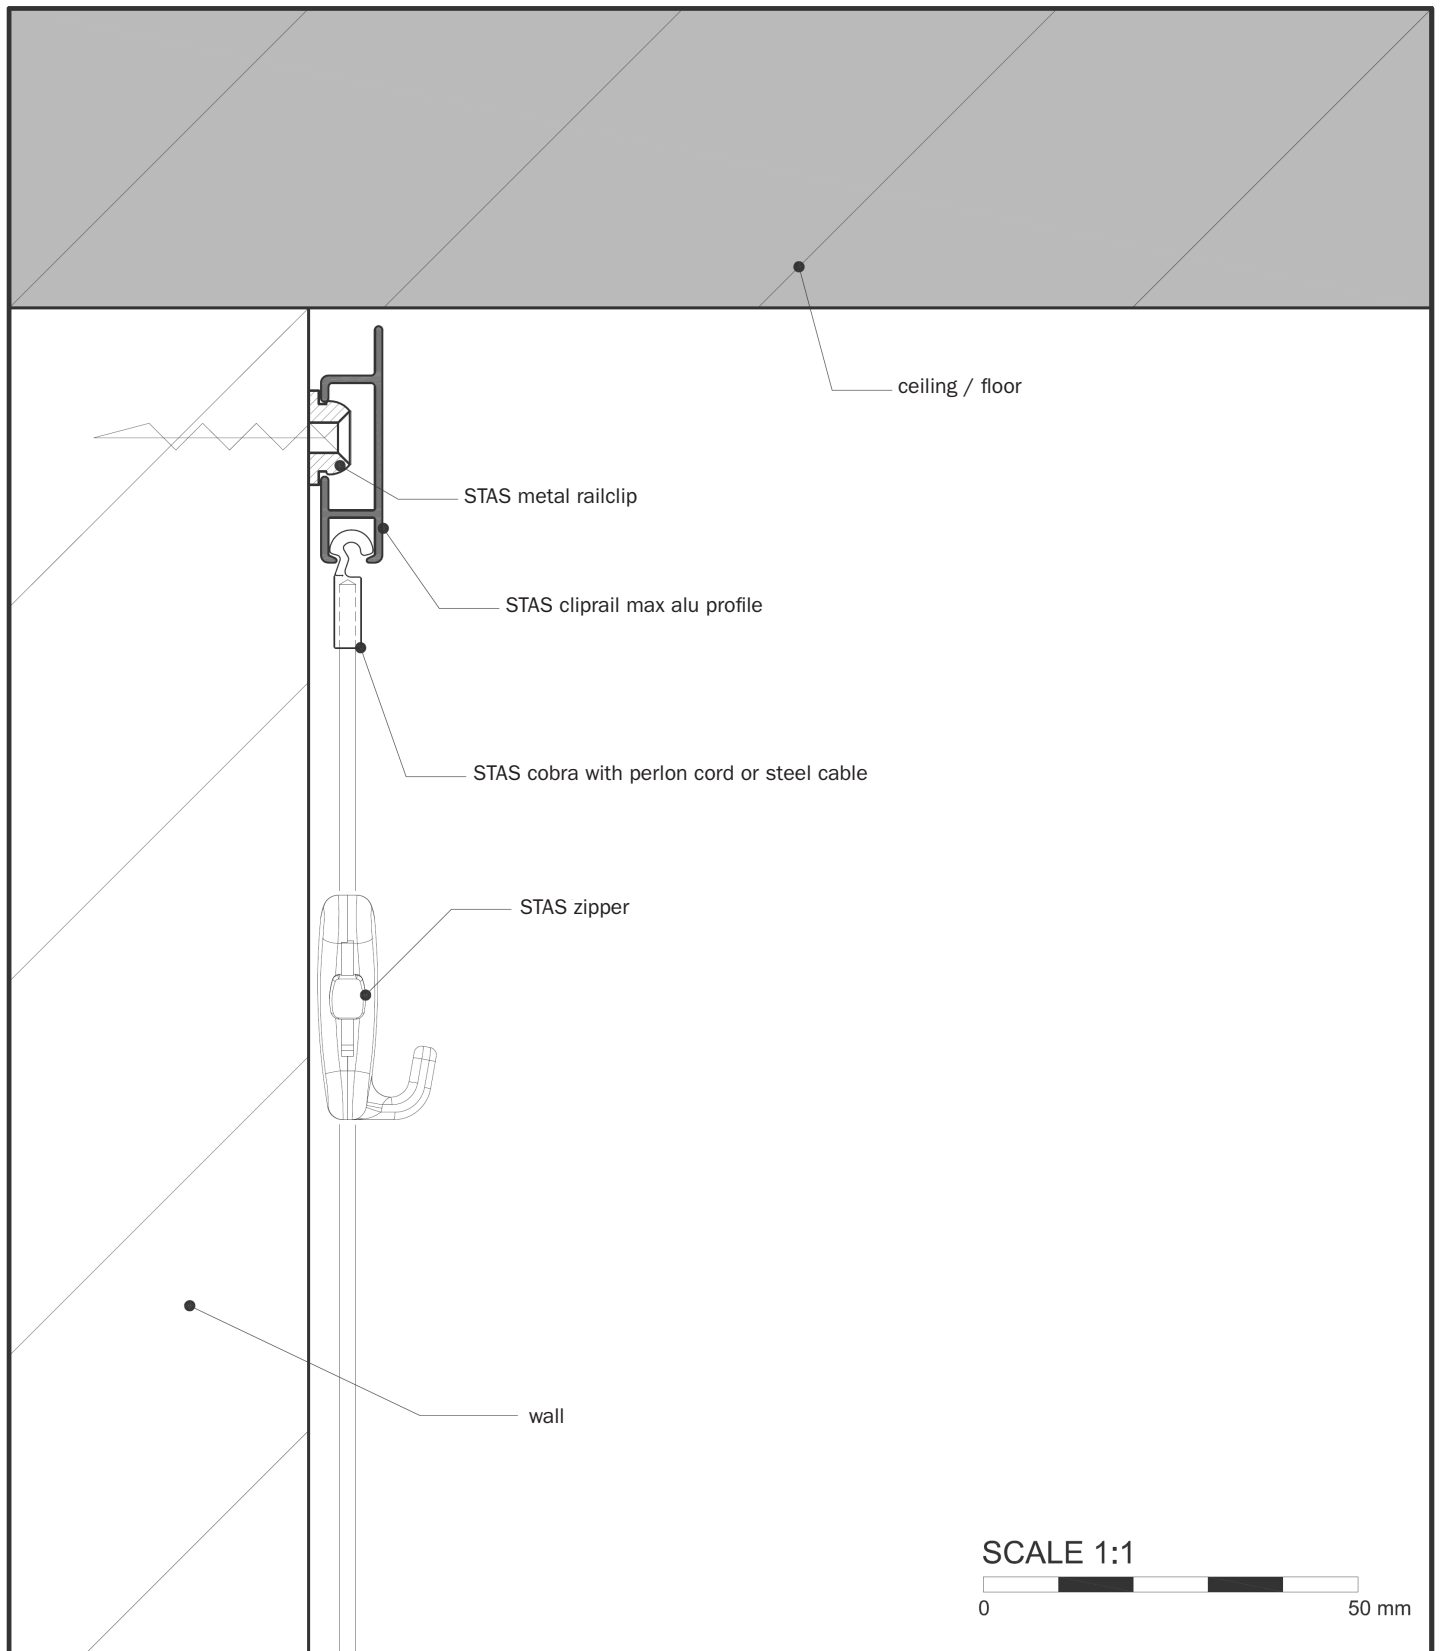 ceiling / floor
STAS metal railclip
STAS cliprail max alu profile
STAS cobra with perlon cord or steel cable
STAS zipper
wall
SCALE 1:1
0 50 mm